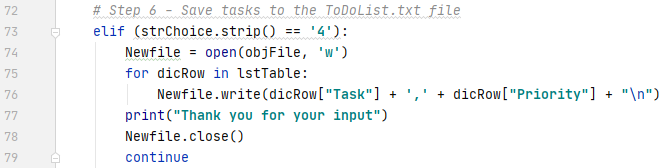 72 # Step 6 - Save tasks to the ToDoList.txt file
73 elif (strChoice.strip() == '4'):
74 Newfile = open(objFile, 'w')
75 for dicRow in lstTable:
76 Newfile.write(dicRow["Task"] + ',' + dicRow["Priority"] + "\n")
77 print("Thank you for your input")
78 Newfile.close()
79 continue